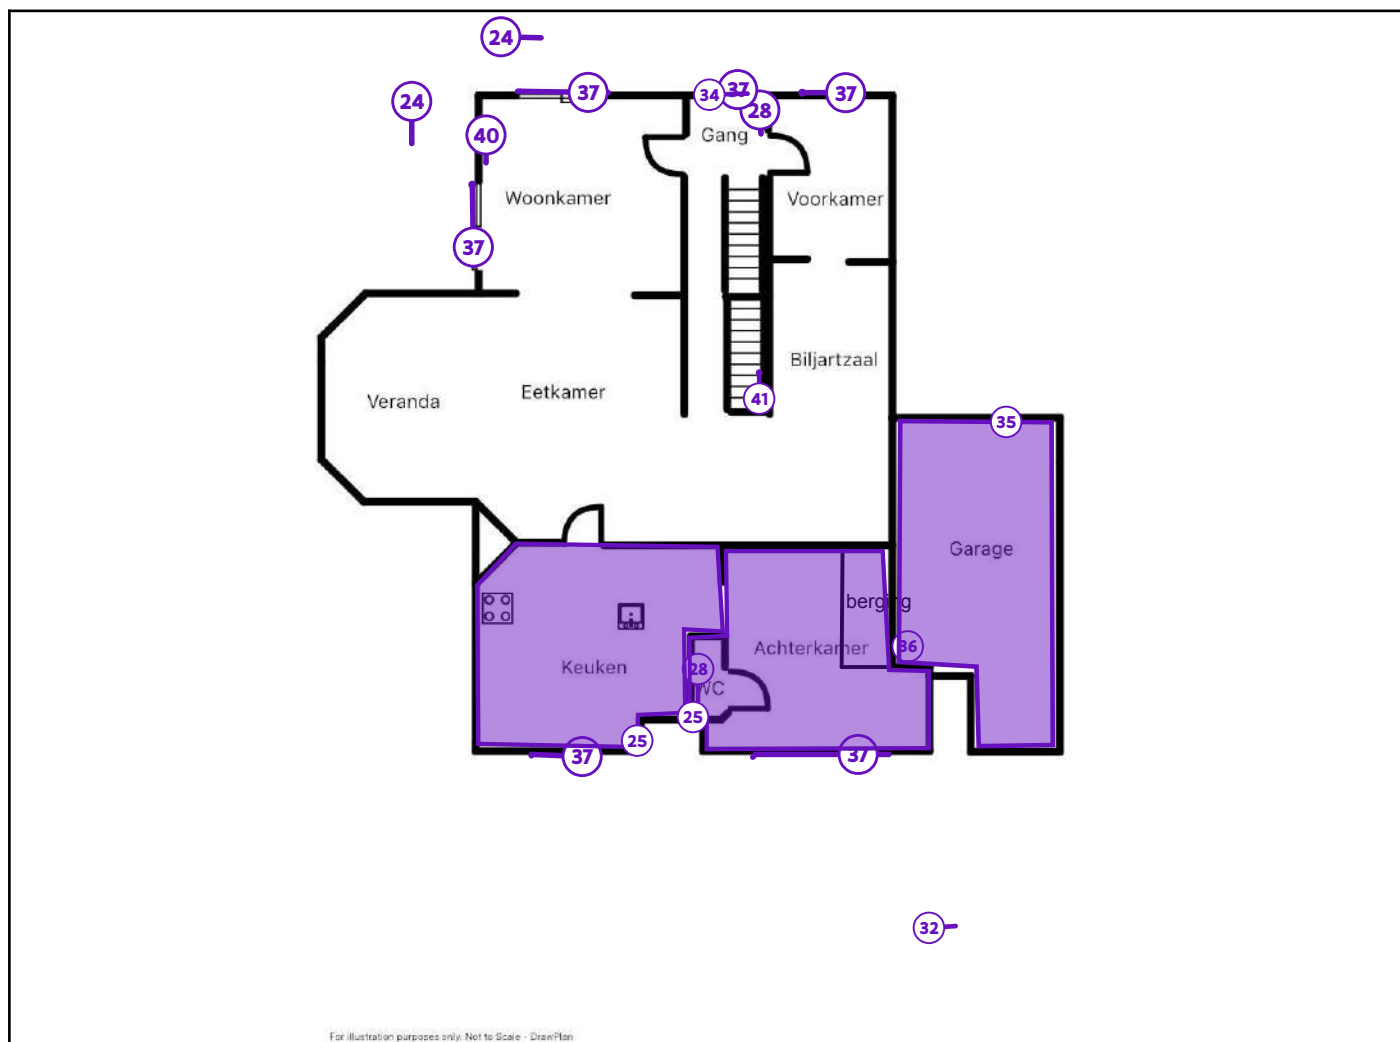 24
24
37
34
37
28
37
40
Gang
Woonkamer
Voorkamer
37
Biljartzaal
Veranda
Eetkamer
41
35
Garage
berging
Keuken
28
WC
Achterkamer
36
25
25
37
37
32
For illustration purposes only. Not to Scale - DrawPlan